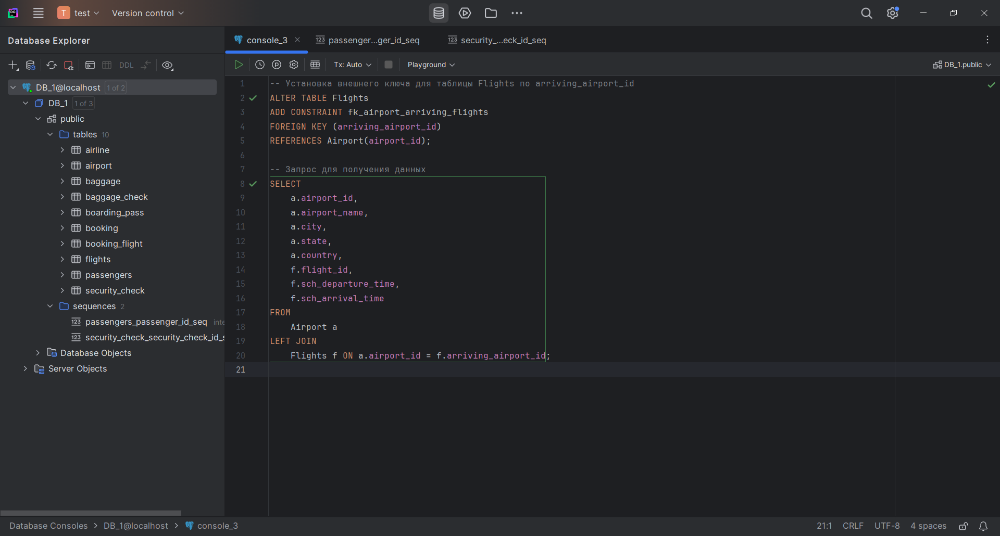 T test Version control
Database Explorer
console_3
passenger...ger_id_seq
security_...eck_id_seq
DDL
Tx: Auto
Playground
DB_1.public
DB_1@localhost 1 of 2
DB_1 1 of 3
public
tables 10
airline
airport
baggage
baggage_check
boarding_pass
booking
booking_flight
flights
passengers
security_check
sequences 2
123 passengers_passenger_id_seq inte
123 security_check_security_check_id_s
Database Objects
Server Objects
1 -- Установка внешнего ключа для таблицы Flights по arriving_airport_id
2 ALTER TABLE Flights
3 ADD CONSTRAINT fk_airport_arriving_flights
4 FOREIGN KEY (arriving_airport_id)
5 REFERENCES Airport(airport_id);
6
7 -- Запрос для получения данных
8 SELECT
9 a.airport_id,
10 a.airport_name,
11 a.city,
12 a.state,
13 a.country,
14 f.flight_id,
15 f.sch_departure_time,
16 f.sch_arrival_time
17 FROM
18 Airport a
19 LEFT JOIN
20 Flights f ON a.airport_id = f.arriving_airport_id;
21
Database Consoles > DB_1@localhost > console_3
21:1 CRLF UTF-8 4 spaces